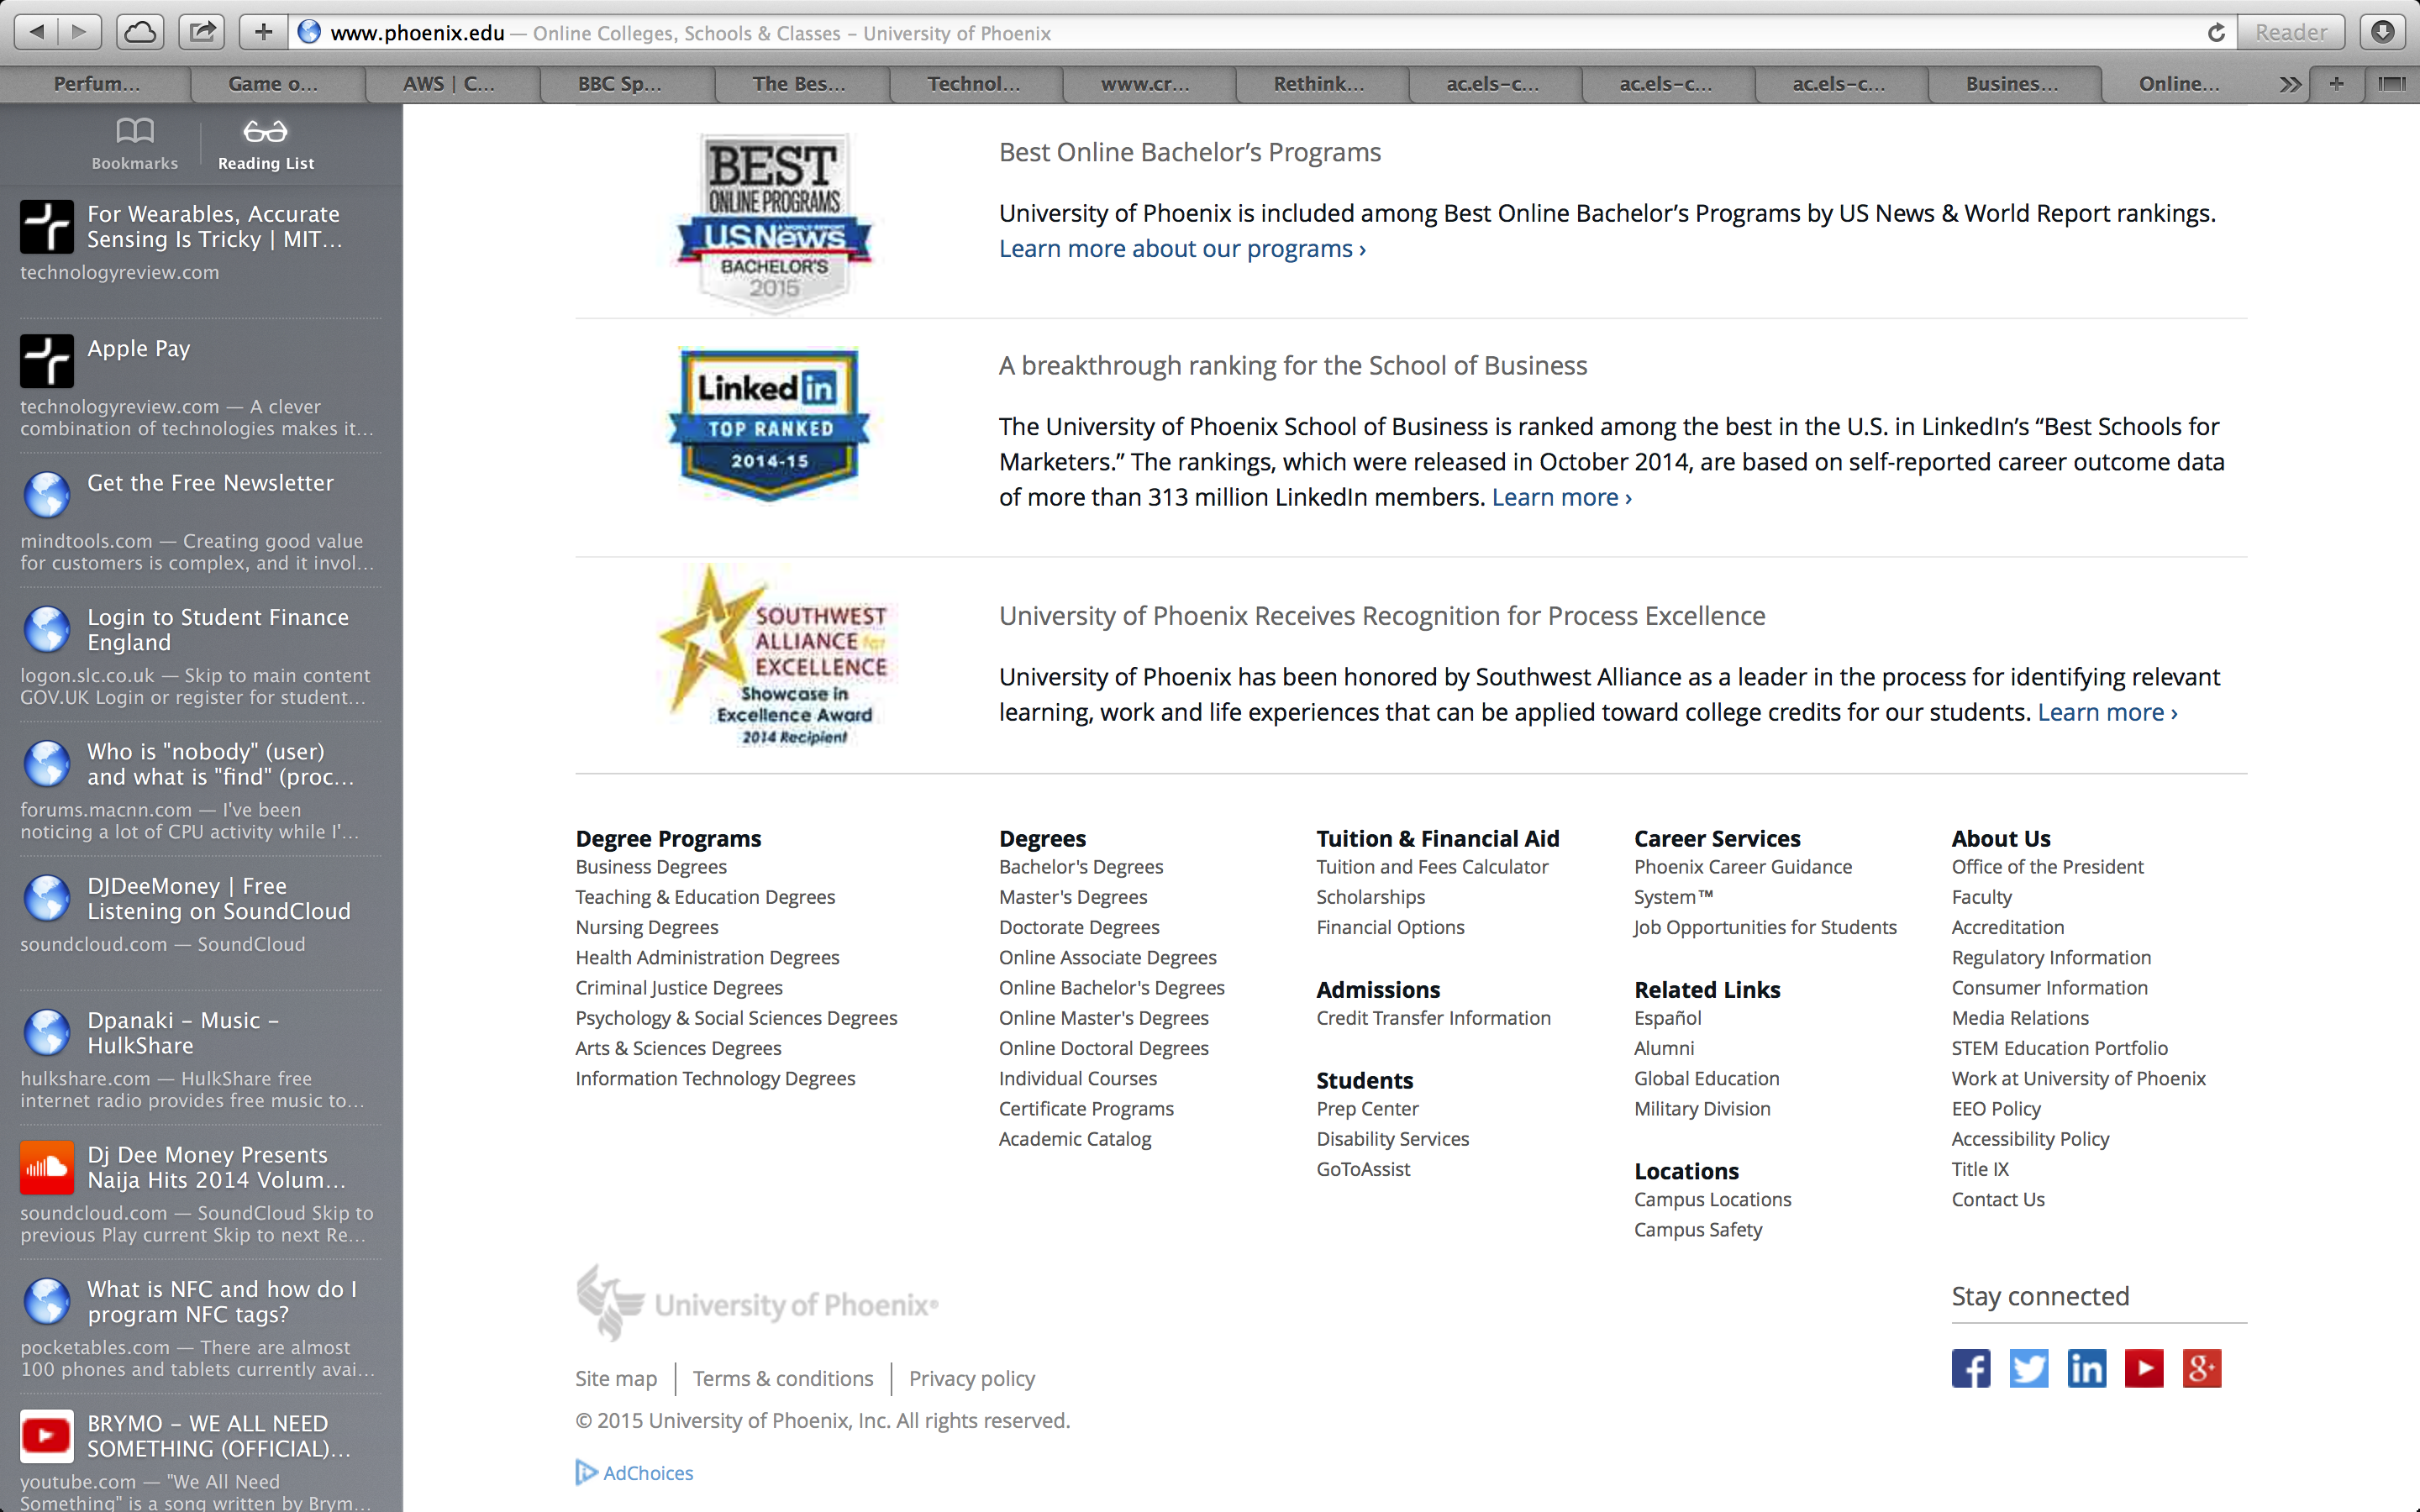 www.phoenix.edu — Online Colleges, Schools & Classes – University of Phoenix
Reader
Perfum...
Game o...
AWS | C...
BBC Sp...
The Bes...
Technol...
www.cr...
Rethink...
ac.els-c...
ac.els-c...
ac.els-c...
Busines...
Online...
Bookmarks
Reading List
For Wearables, Accurate
Sensing Is Tricky | MIT...
technologyreview.com
Apple Pay
technologyreview.com — A clever
combination of technologies makes it...
Get the Free Newsletter
mindtools.com — Creating good value
for customers is complex, and it invol...
Login to Student Finance
England
logon.slc.co.uk — Skip to main content
GOV.UK Login or register for student...
Who is "nobody" (user)
and what is "find" (proc...
forums.macnn.com — I've been
noticing a lot of CPU activity while I'...
DJDeeMoney | Free
Listening on SoundCloud
soundcloud.com — SoundCloud
Dpanaki – Music –
HulkShare
hulkshare.com — HulkShare free
internet radio provides free music to...
Dj Dee Money Presents
Naija Hits 2014 Volum...
soundcloud.com — SoundCloud Skip to
previous Play current Skip to next Re...
What is NFC and how do I
program NFC tags?
pocketables.com — There are almost
100 phones and tablets currently avai...
BRYMO – WE ALL NEED
SOMETHING (OFFICIAL)...
youtube.com — "We All Need
Something" is a song written by Brym...
BEST
ONLINE PROGRAMS
U.S.News
& WORLD REPORT
BACHELOR'S
2015
Best Online Bachelor's Programs
University of Phoenix is included among Best Online Bachelor's Programs by US News & World Report rankings.
Learn more about our programs ›
Linked in
TOP RANKED
2014-15
A breakthrough ranking for the School of Business
The University of Phoenix School of Business is ranked among the best in the U.S. in LinkedIn's “Best Schools for
Marketers.” The rankings, which were released in October 2014, are based on self-reported career outcome data
of more than 313 million LinkedIn members. Learn more ›
SOUTHWEST
ALLIANCE for
EXCELLENCE
Showcase in
Excellence Award
2014 Recipient
University of Phoenix Receives Recognition for Process Excellence
University of Phoenix has been honored by Southwest Alliance as a leader in the process for identifying relevant
learning, work and life experiences that can be applied toward college credits for our students. Learn more ›
Degree Programs
Business Degrees
Teaching & Education Degrees
Nursing Degrees
Health Administration Degrees
Criminal Justice Degrees
Psychology & Social Sciences Degrees
Arts & Sciences Degrees
Information Technology Degrees
Degrees
Bachelor's Degrees
Master's Degrees
Doctorate Degrees
Online Associate Degrees
Online Bachelor's Degrees
Online Master's Degrees
Online Doctoral Degrees
Individual Courses
Certificate Programs
Academic Catalog
Tuition & Financial Aid
Tuition and Fees Calculator
Scholarships
Financial Options
Admissions
Credit Transfer Information
Students
Prep Center
Disability Services
GoToAssist
Career Services
Phoenix Career Guidance
System™
Job Opportunities for Students
Related Links
Español
Alumni
Global Education
Military Division
Locations
Campus Locations
Campus Safety
About Us
Office of the President
Faculty
Accreditation
Regulatory Information
Consumer Information
Media Relations
STEM Education Portfolio
Work at University of Phoenix
EEO Policy
Accessibility Policy
Title IX
Contact Us
University of Phoenix®
Stay connected
Site map
Terms & conditions
Privacy policy
© 2015 University of Phoenix, Inc. All rights reserved.
AdChoices